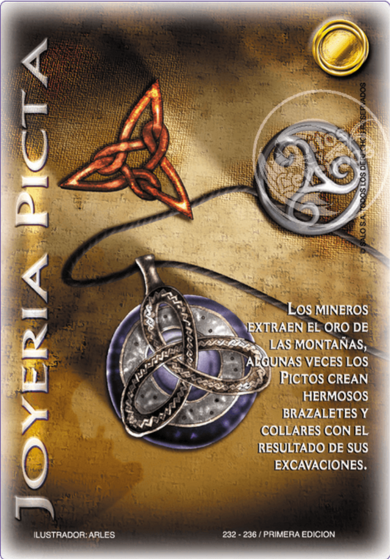 JOYERIA PICTA
LOS MINEROS
EXTRAEN EL ORO DE
LAS MONTAÑAS,
ALGUNAS VECES LOS
PICTOS CREAN
HERMOSOS
BRAZALETES Y
COLLARES CON EL
RESULTADO DE SUS
EXCAVACIONES.
ILUSTRADOR: ARLES
232 - 236 / PRIMERA EDICION